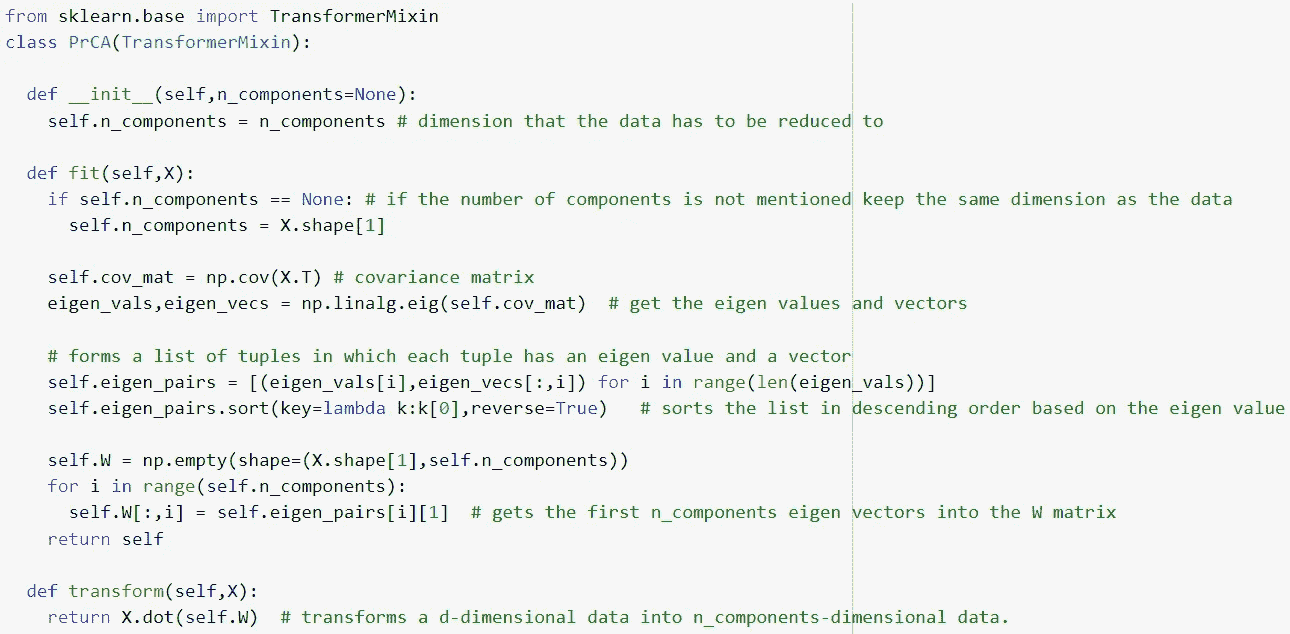 from sklearn.base import TransformerMixin
class PrCA(TransformerMixin):
def __init__(self,n_components=None):
self.n_components = n_components # dimension that the data has to be reduced to
def fit(self,X):
if self.n_components == None: # if the number of components is not mentioned keep the same dimension as the data
self.n_components = X.shape[1]
self.cov_mat = np.cov(X.T) # covariance matrix
eigen_vals,eigen_vecs = np.linalg.eig(self.cov_mat)  # get the eigen values and vectors
# forms a list of tuples in which each tuple has an eigen value and a vector
self.eigen_pairs = [(eigen_vals[i],eigen_vecs[:,i]) for i in range(len(eigen_vals))]
self.eigen_pairs.sort(key=lambda k:k[0],reverse=True)   # sorts the list in descending order based on the eigen value
self.W = np.empty(shape=(X.shape[1],self.n_components))
for i in range(self.n_components):
self.W[:,i] = self.eigen_pairs[i][1]  # gets the first n_components eigen vectors into the W matrix
return self
def transform(self,X):
return X.dot(self.W)  # transforms a d-dimensional data into n_components-dimensional data.